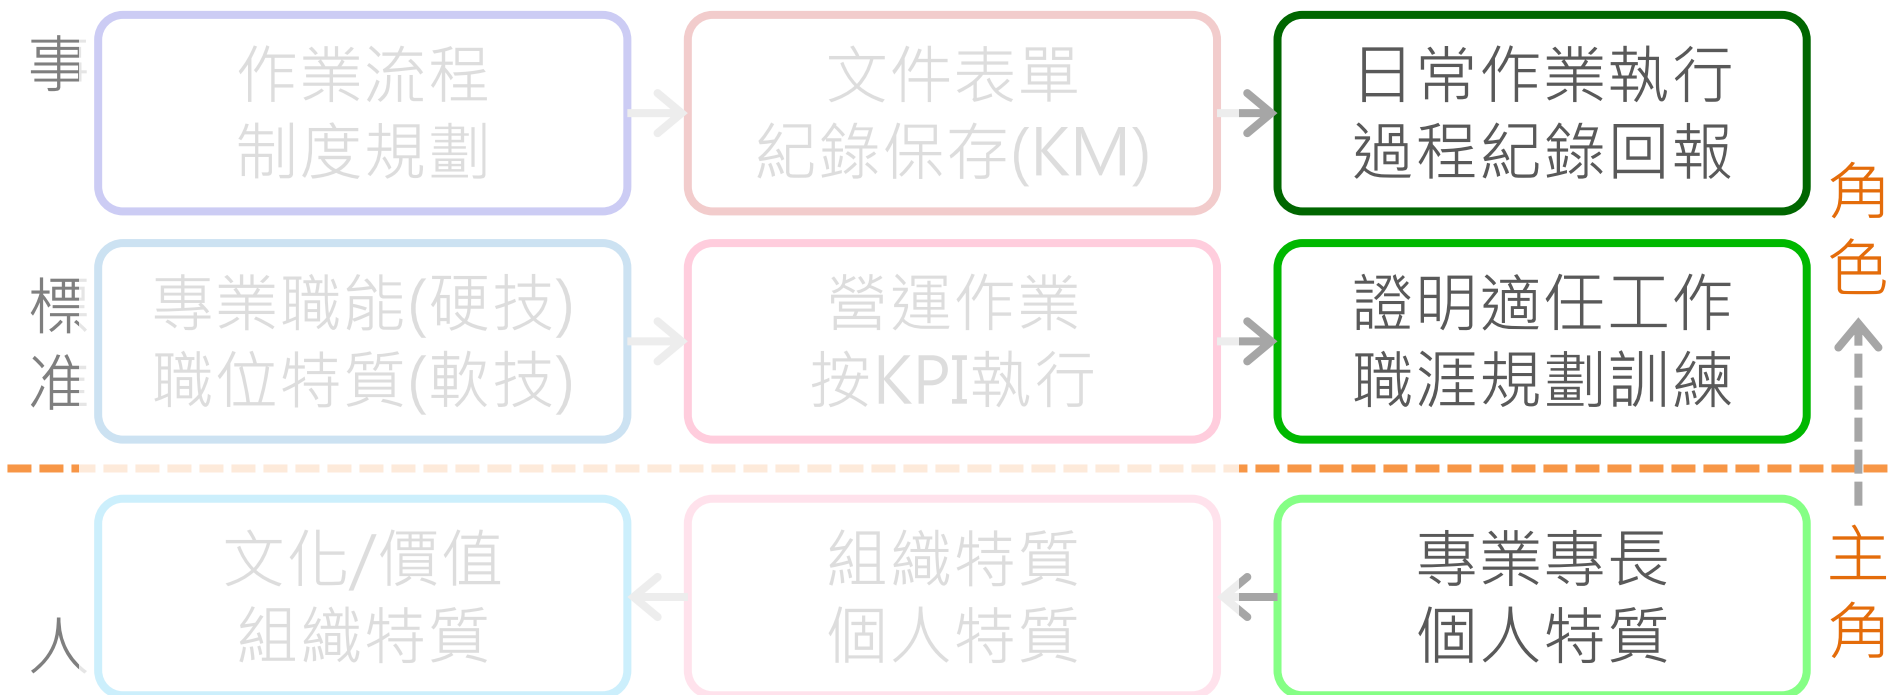 事
作業流程
制度規劃
文件表單
紀錄保存(KM)
日常作業執行
過程紀錄回報
標准
專業職能(硬技)
職位特質(軟技)
營運作業
按KPI執行
證明適任工作
職涯規劃訓練
角色
人
文化/價值
組織特質
組織特質
個人特質
專業專長
個人特質
主角